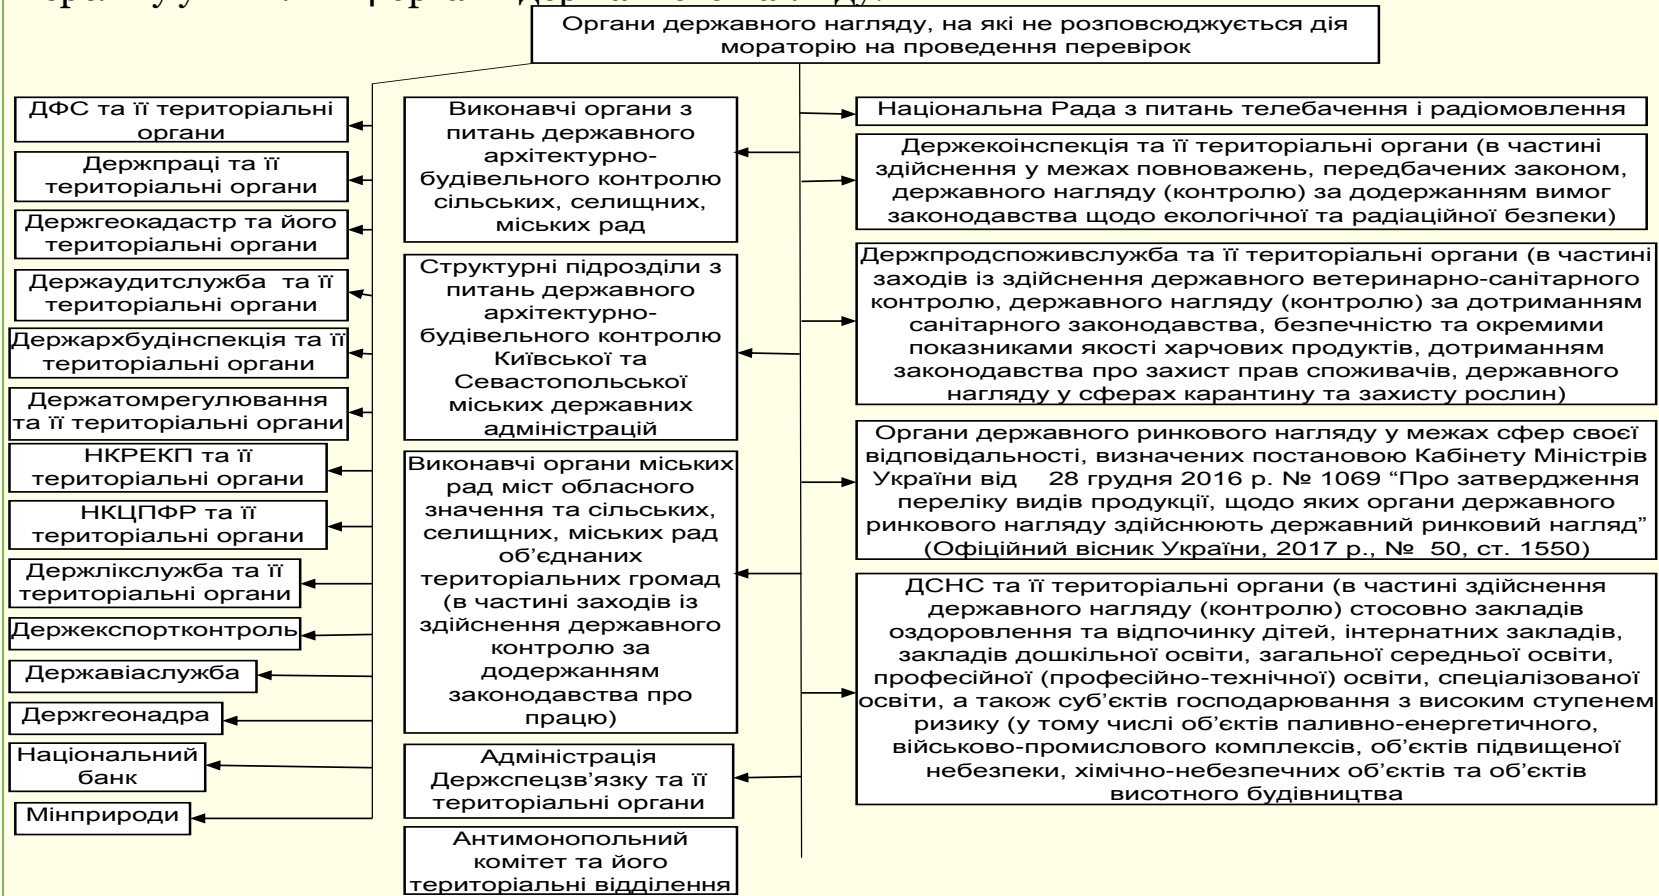 Органи державного нагляду, на які не розповсюджується дія
мораторію на проведення перевірок
ДФС та її територіальні
органи
Держпраці та її
територіальні органи
Держгеокадастр та його
територіальні органи
Держаудитслужба та її
територіальні органи
Держархбудінспекція та її
територіальні органи
Держатомрегулювання
та її територіальні органи
НКРЕКП та її
територіальні органи
НКЦПФР та її
територіальні органи
Держлікслужба та її
територіальні органи
Держекспортконтроль
Державіаслужба
Держгеонадра
Національний
банк
Мінприроди
Виконавчі органи з
питань державного
архітектурно-
будівельного контролю
сільських, селищних,
міських рад
Структурні підрозділи з
питань державного
архітектурно-
будівельного контролю
Київської та
Севастопольської
міських державних
адміністрацій
Виконавчі органи міських
рад міст обласного
значення та сільських,
селищних, міських рад
об’єднаних
територіальних громад
(в частині заходів із
здійснення державного
контролю за
додержанням
законодавства про
працю)
Адміністрація
Держспецзв’язку та її
територіальні органи
Антимонопольний
комітет та його
територіальні відділення
Національна Рада з питань телебачення і радіомовлення
Держекоінспекція та її територіальні органи (в частині
здійснення у межах повноважень, передбачених законом,
державного нагляду (контролю) за додержанням вимог
законодавства щодо екологічної та радіаційної безпеки)
Держпродспоживслужба та її територіальні органи (в частині
заходів із здійснення державного ветеринарно-санітарного
контролю, державного нагляду (контролю) за дотриманням
санітарного законодавства, безпечністю та окремими
показниками якості харчових продуктів, дотриманням
законодавства про захист прав споживачів, державного
нагляду у сферах карантину та захисту рослин)
Органи державного ринкового нагляду у межах сфер своєї
відповідальності, визначених постановою Кабінету Міністрів
України від 28 грудня 2016 р. № 1069 “Про затвердження
переліку видів продукції, щодо яких органи державного
ринкового нагляду здійснюють державний ринковий нагляд”
(Офіційний вісник України, 2017 р., № 50, ст. 1550)
ДСНС та її територіальні органи (в частині здійснення
державного нагляду (контролю) стосовно закладів
оздоровлення та відпочинку дітей, інтернатних закладів,
закладів дошкільної освіти, загальної середньої освіти,
професійної (професійно-технічної) освіти, спеціалізованої
освіти, а також суб’єктів господарювання з високим ступенем
ризику (у тому числі об’єктів паливно-енергетичного,
військово-промислового комплексів, об’єктів підвищеної
небезпеки, хімічно-небезпечних об’єктів та об’єктів
висотного будівництва